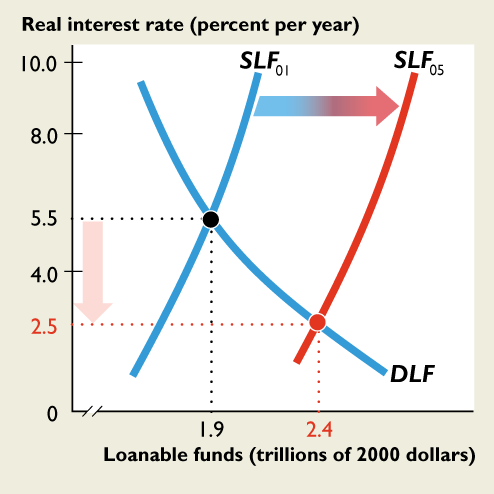 Real interest rate (percent per year)
SLF01
SLF05
10.0
8.0
5.5
4.0
2.5
DLF
0
1.9
2.4
Loanable funds (trillions of 2000 dollars)